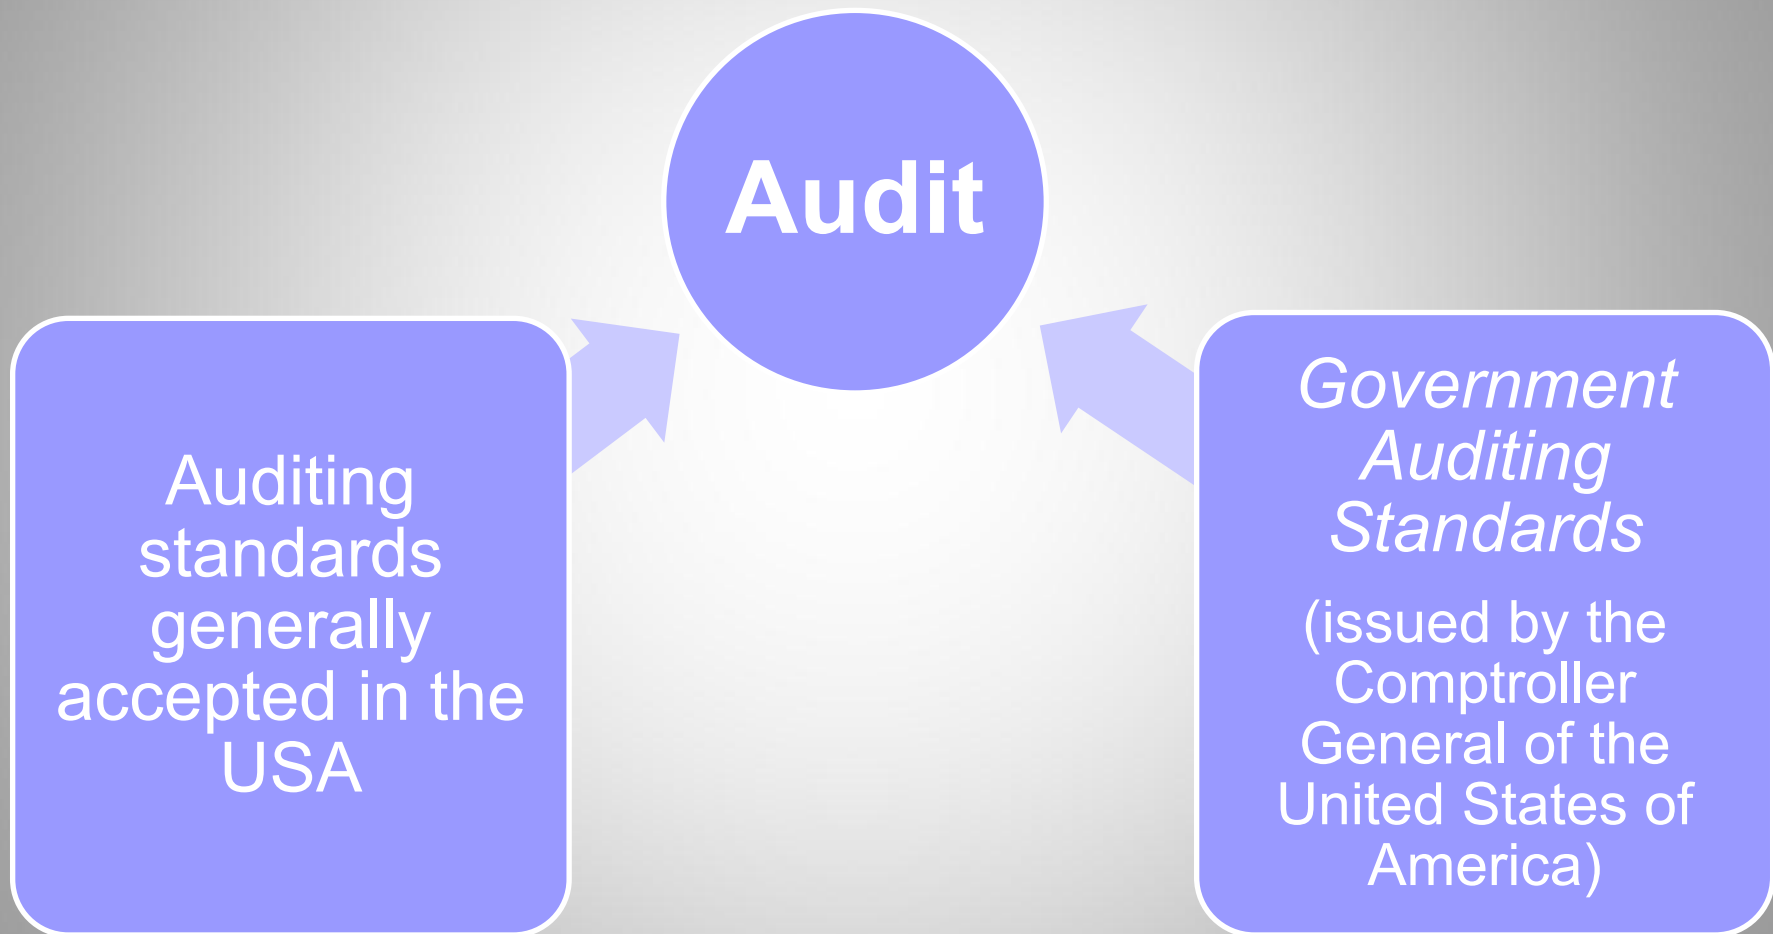 Audit
Auditing
standards
generally
accepted in the
USA
Government
Auditing
Standards
(issued by the
Comptroller
General of the
United States of
America)